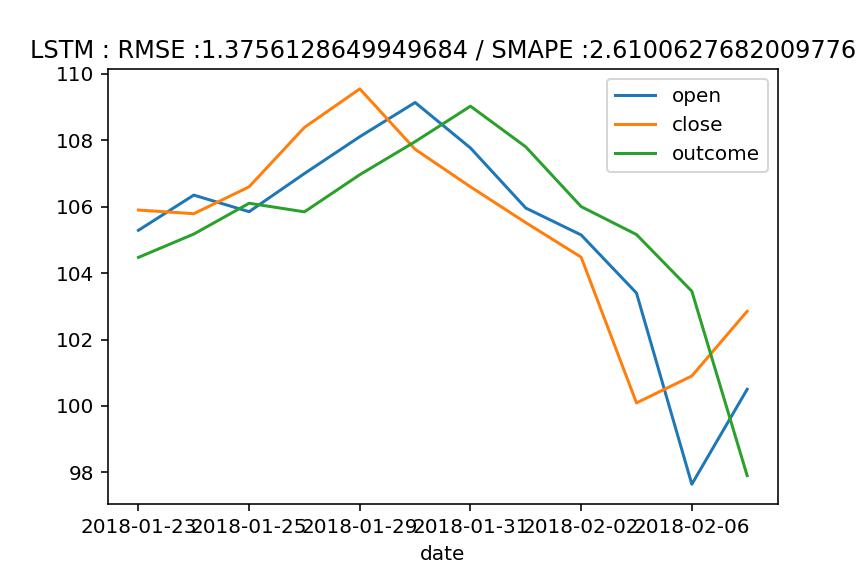 LSTM : RMSE :1.3756128649949684 / SMAPE :2.6100627682009776
110
108
106
104
102
100
98
open
close
outcome
2018-01-23 2018-01-25 2018-01-29 2018-01-31 2018-02-02 2018-02-06
date